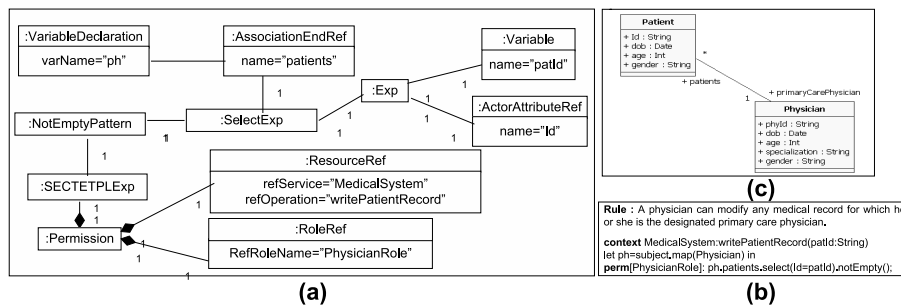 :VariableDeclaration
varName="ph"
:AssociationEndRef
name="patients"
:Variable
name="patId"
1
:Exp
1
1
:NotEmptyPattern
:SelectExp
1
1
1
1
1
:ActorAttributeRef
name="Id"
1
:ResourceRef
refService="MedicalSystem"
refOperation="writePatientRecord"
:SECTETPLExp
1
1
1
:Permission
1
1
:RoleRef
RefRoleName="PhysicianRole"
1
(a)
Patient
+ Id : String
+ dob : Date
+ age : Int
+ gender : String
*
+ patients
+ primaryCarePhysician
1
Physician
+ phyId : String
+ dob : Date
+ age : Int
+ specialization : String
+ gender : String
(c)
Rule : A physician can modify any medical record for which he
or she is the designated primary care physician.
context MedicalSystem:writePatientRecord(patId:String)
let ph=subject.map(Physician) in
perm[PhysicianRole]: ph.patients.select(Id=patId).notEmpty();
(b)